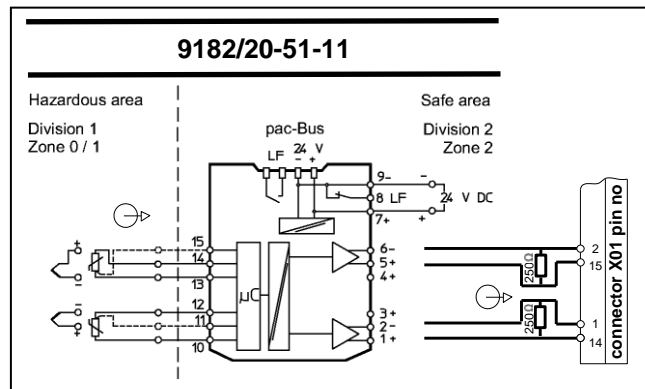 9182/20-51-11
Hazardous area
Division 1
Zone 0 / 1
Safe area
Division 2
Zone 2
pac-Bus
LF
24 V
- +
9-
8 LF
7+
-
24 V DC
+
15
14
13
12
11
10
+
-
-
+
µC
6-
5+
4+
3+
2-
1+
250Ω
250Ω
2
15
1
14
connector X01 pin no